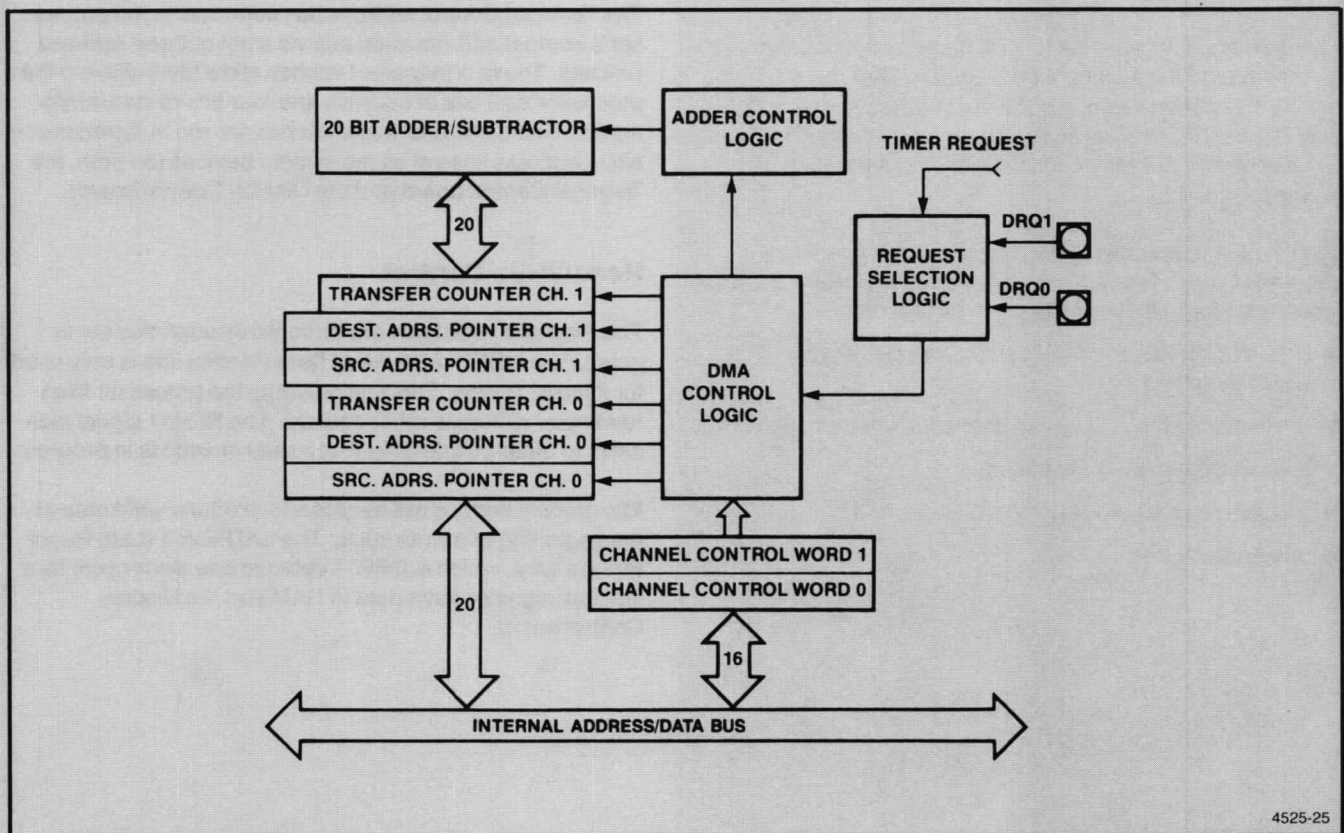 20 BIT ADDER/SUBTRACTOR
ADDER CONTROL
LOGIC
TIMER REQUEST
20
DRQ1
REQUEST
SELECTION
LOGIC
DRQ0
TRANSFER COUNTER CH. 1
DEST. ADRS. POINTER CH. 1
SRC. ADRS. POINTER CH. 1
TRANSFER COUNTER CH. 0
DEST. ADRS. POINTER CH. 0
SRC. ADRS. POINTER CH. 0
DMA
CONTROL
LOGIC
CHANNEL CONTROL WORD 1
CHANNEL CONTROL WORD 0
20
16
INTERNAL ADDRESS/DATA BUS
4525-25